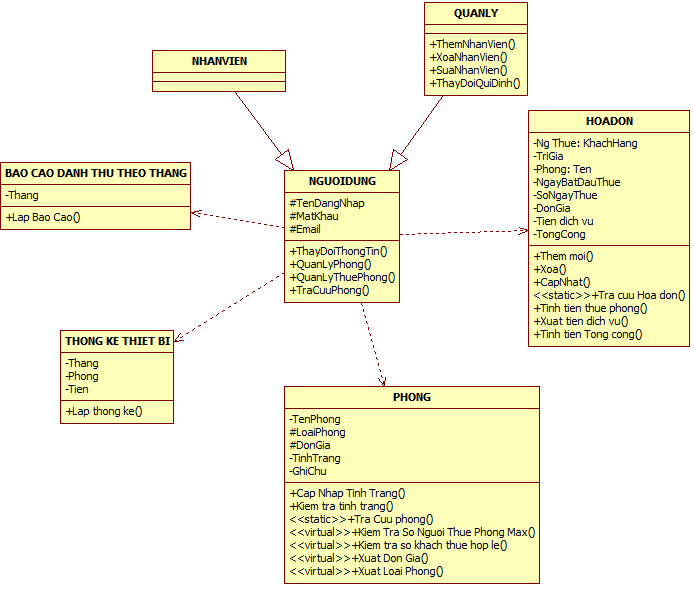 QUANLY
+ThemNhanVien()
+XoaNhanVien()
+SuaNhanVien()
+ThayDoiQuiDinh()
NHANVIEN
HOADON
-Ng Thue: KhachHang
-TriGia
-Phong: Ten
-NgayBatDauThue
-SoNgayThue
-DonGia
-Tien dich vu
-TongCong
+Them moi()
+Xoa()
+CapNhat()
<<static>>+Tra cuu Hoa don()
+Tinh tien thue phong()
+Xuat tien dich vu()
+Tinh tien Tong cong()
BAO CAO DANH THU THEO THANG
-Thang
+Lap Bao Cao()
NGUOIDUNG
#TenDangNhap
#MatKhau
#Email
+ThayDoiThongTin()
+QuanLyPhong()
+QuanLyThuePhong()
+TraCuuPhong()
THONG KE THIET BI
-Thang
-Phong
-Tien
+Lap thong ke()
PHONG
-TenPhong
#LoaiPhong
#DonGia
-TinhTrang
-GhiChu
+Cap Nhap Tinh Trang()
+Kiem tra tinh trang()
<<static>>+Tra Cuu phong()
<<virtual>>+Kiem Tra So Nguoi Thue Phong Max()
<<virtual>>+Kiem tra so khach thue hop le()
<<virtual>>+Xuat Don Gia()
<<virtual>>+Xuat Loai Phong()